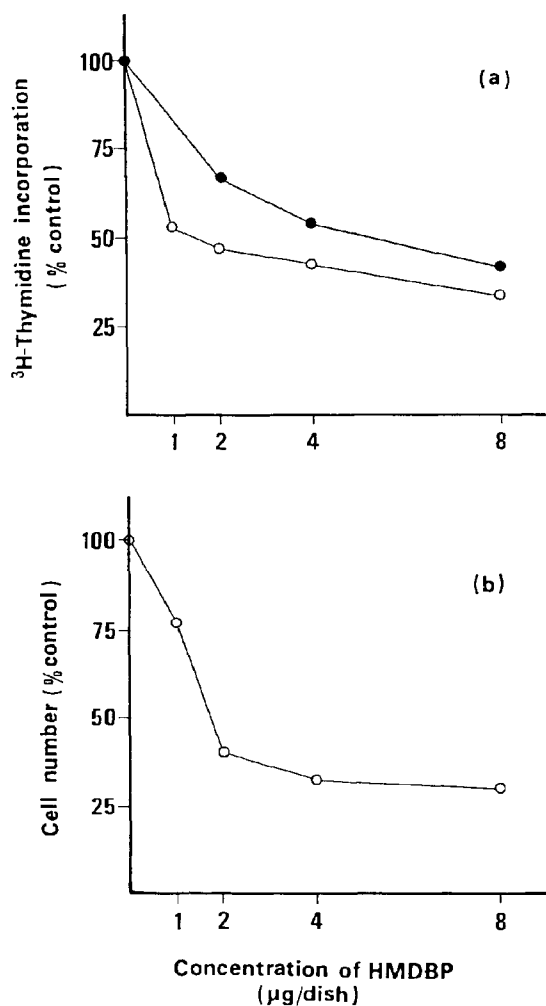 (a)
³H-Thymidine incorporation
(% control)
100
75
50
25
1 2 4 8
(b)
Cell number (% control)
100
75
50
25
1 2 4 8
Concentration of HMDBP
(µg/dish)